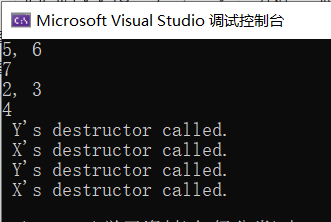 Microsoft Visual Studio 调试控制台
5, 6
7
2, 3
4
Y's destructor called.
X's destructor called.
Y's destructor called.
X's destructor called.